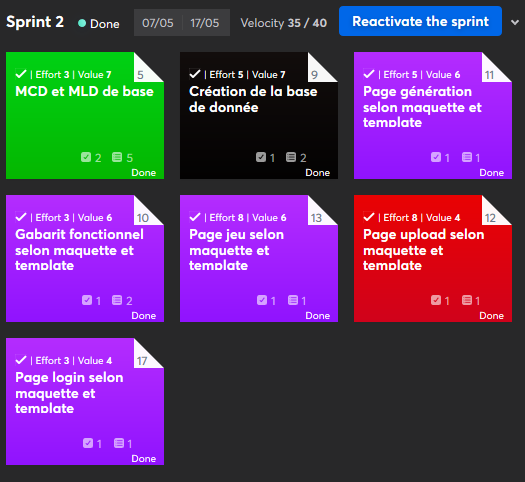 Sprint 2 Done 07/05 17/05 Velocity 35 / 40 Reactivate the sprint
| Effort 3 | Value 7 5
MCD et MLD de base
2 5
Done
| Effort 5 | Value 7 9
Création de la base
de donnée
1 2
Done
| Effort 5 | Value 6 11
Page génération
selon maquette et
template
1 1
Done
| Effort 3 | Value 6 10
Gabarit fonctionnel
selon maquette et
template
1 2
Done
| Effort 8 | Value 6 13
Page jeu selon
maquette et
template
1 1
Done
| Effort 8 | Value 4 12
Page upload selon
maquette et
template
1 1
Done
| Effort 3 | Value 4 17
Page login selon
maquette et
template
1 1
Done